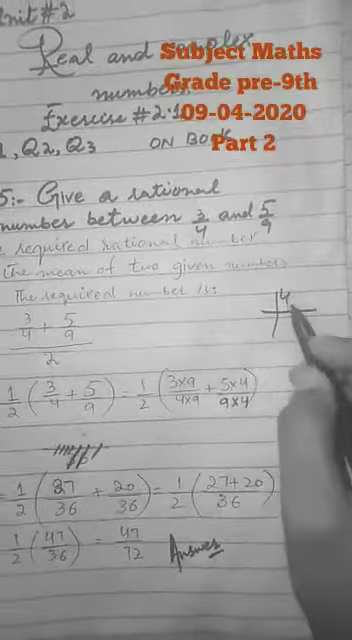 Unit # 2
Real and complex
numbers.
Subject Maths
Grade pre-9th
09-04-2020
Part 2
Exercise # 2.1
1, Q2, Q3 ON BOOK
5:- Give a rational
number between 3/4 and 5/9
required rational number
the mean of two given numbers
The required number is:
3/4 + 5/9
2
1/2 (3/4 + 5/9) = 1/2 (3×9/4×9 + 5×4/9×4)
4
= 1/2 (27/36 + 20/36) = 1/2 (27+20/36)
1/2 (47/36) = 47/72 Answer